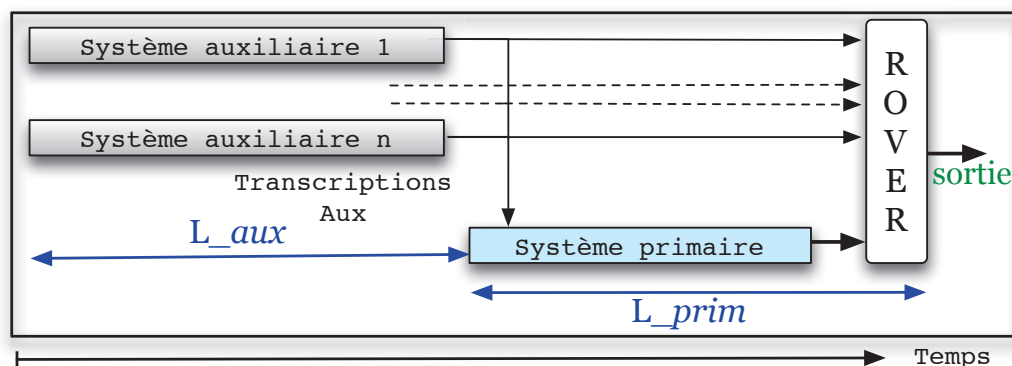 Système auxiliaire 1
Système auxiliaire n
Transcriptions
Aux
L_aux
Système primaire
L_prim
R
O
V
E
R
sortie
Temps